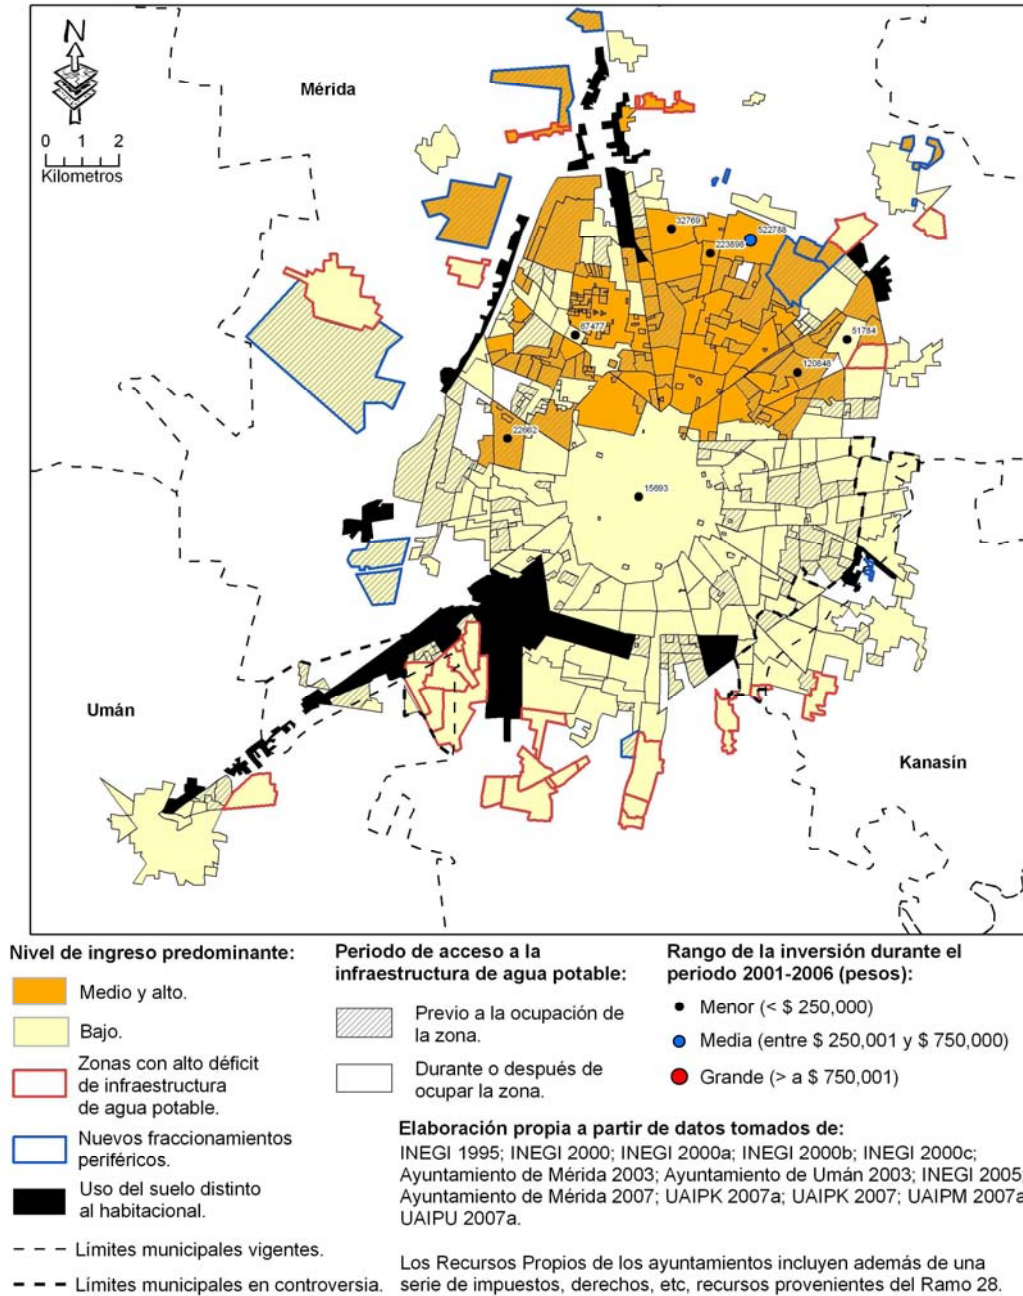 N
Mérida
0 1 2
Kilometros
32769
522788
223898
67477
51784
120848
22662
15693
Umán
Kanasín
Nivel de ingreso predominante:
Medio y alto.
Bajo.
Zonas con alto déficit
de infraestructura
de agua potable.
Nuevos fraccionamientos
periféricos.
Uso del suelo distinto
al habitacional.
Límites municipales vigentes.
Límites municipales en controversia.
Periodo de acceso a la
infraestructura de agua potable:
Previo a la ocupación de
la zona.
Durante o después de
ocupar la zona.
Rango de la inversión durante el
periodo 2001-2006 (pesos):
Menor (< $ 250,000)
Media (entre $ 250,001 y $ 750,000)
Grande (> a $ 750,001)
Elaboración propia a partir de datos tomados de:
INEGI 1995; INEGI 2000; INEGI 2000a; INEGI 2000b; INEGI 2000c;
Ayuntamiento de Mérida 2003; Ayuntamiento de Umán 2003; INEGI 2005;
Ayuntamiento de Mérida 2007; UAIPK 2007a; UAIPK 2007; UAIPM 2007a
UAIPU 2007a.
Los Recursos Propios de los ayuntamientos incluyen además de una
serie de impuestos, derechos, etc, recursos provenientes del Ramo 28.